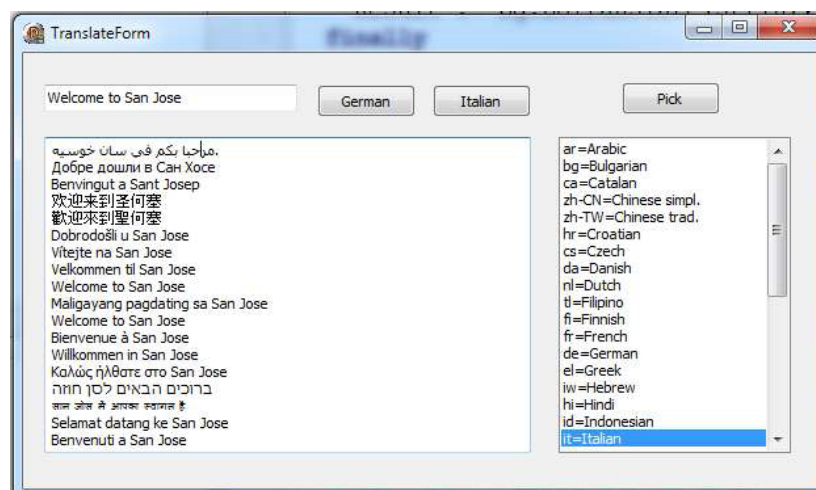 finally
TranslateForm
Welcome to San Jose
German
Italian
Pick
مرحبا بكم في سان خوسيه.
Добре дошли в Сан Хосе
Benvingut a Sant Josep
欢迎来到圣何塞
歡迎來到聖何塞
Dobrodošli u San Jose
Vítejte na San Jose
Velkommen til San Jose
Welcome to San Jose
Maligayang pagdating sa San Jose
Welcome to San Jose
Bienvenue à San Jose
Willkommen in San Jose
Καλώς ήλθατε στο San Jose
ברוכים הבאים לסן חוזה
सान जोस में आपका स्वागत है
Selamat datang ke San Jose
Benvenuti a San Jose
ar=Arabic
bg=Bulgarian
ca=Catalan
zh-CN=Chinese simpl.
zh-TW=Chinese trad.
hr=Croatian
cs=Czech
da=Danish
nl=Dutch
tl=Filipino
fi=Finnish
fr=French
de=German
el=Greek
iw=Hebrew
hi=Hindi
id=Indonesian
it=Italian